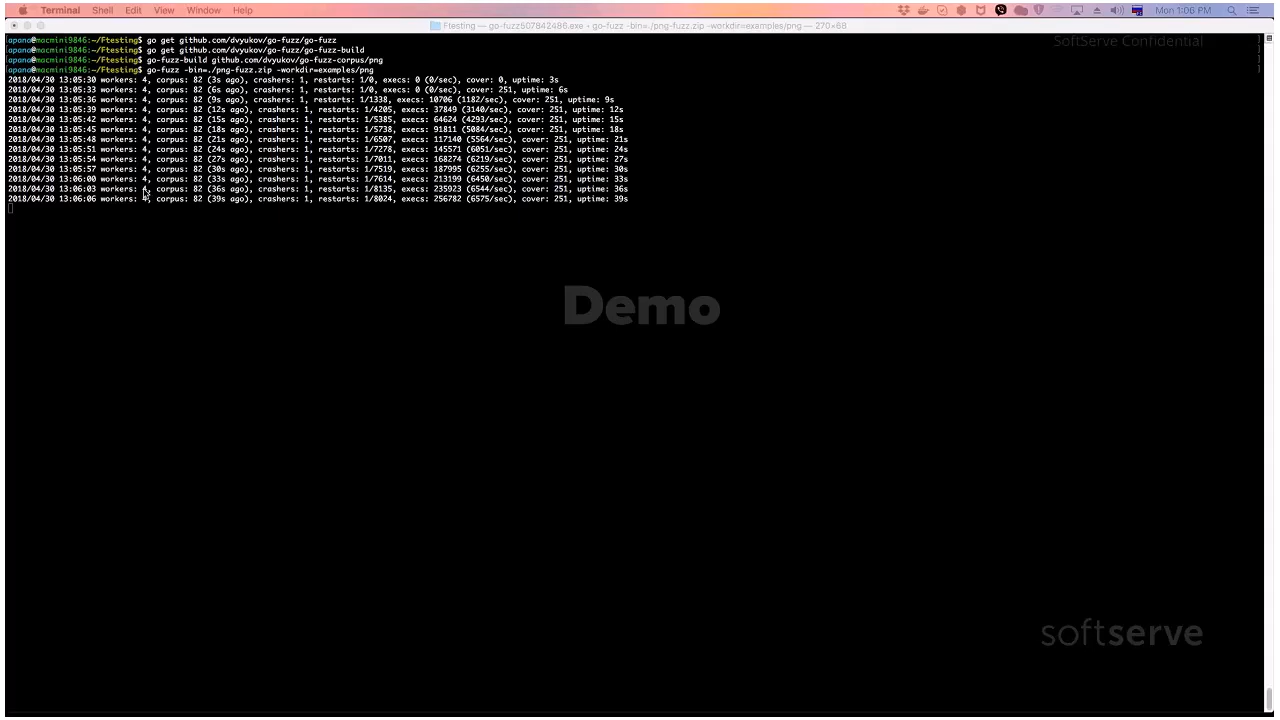 Terminal Shell Edit View Window Help Mon 1:06 PM
Ftesting — go-fuzz507842486.exe ‹ go-fuzz -bin=./png-fuzz.zip -workdir=examples/png — 270×68
SoftServe Confidential
apana@macmini9846:~/Ftesting$ go get github.com/dvyukov/go-fuzz/go-fuzz
apana@macmini9846:~/Ftesting$ go get github.com/dvyukov/go-fuzz/go-fuzz-build
apana@macmini9846:~/Ftesting$ go-fuzz-build github.com/dvyukov/go-fuzz-corpus/png
apana@macmini9846:~/Ftesting$ go-fuzz -bin=./png-fuzz.zip -workdir=examples/png
2018/04/30 13:05:30 workers: 4, corpus: 82 (3s ago), crashers: 1, restarts: 1/0, execs: 0 (0/sec), cover: 0, uptime: 3s
2018/04/30 13:05:33 workers: 4, corpus: 82 (6s ago), crashers: 1, restarts: 1/0, execs: 0 (0/sec), cover: 251, uptime: 6s
2018/04/30 13:05:36 workers: 4, corpus: 82 (9s ago), crashers: 1, restarts: 1/1338, execs: 10706 (1182/sec), cover: 251, uptime: 9s
2018/04/30 13:05:39 workers: 4, corpus: 82 (12s ago), crashers: 1, restarts: 1/4205, execs: 37849 (3140/sec), cover: 251, uptime: 12s
2018/04/30 13:05:42 workers: 4, corpus: 82 (15s ago), crashers: 1, restarts: 1/5385, execs: 64624 (4293/sec), cover: 251, uptime: 15s
2018/04/30 13:05:45 workers: 4, corpus: 82 (18s ago), crashers: 1, restarts: 1/5738, execs: 91811 (5084/sec), cover: 251, uptime: 18s
2018/04/30 13:05:48 workers: 4, corpus: 82 (21s ago), crashers: 1, restarts: 1/6507, execs: 117140 (5564/sec), cover: 251, uptime: 21s
2018/04/30 13:05:51 workers: 4, corpus: 82 (24s ago), crashers: 1, restarts: 1/7278, execs: 145571 (6051/sec), cover: 251, uptime: 24s
2018/04/30 13:05:54 workers: 4, corpus: 82 (27s ago), crashers: 1, restarts: 1/7011, execs: 168274 (6219/sec), cover: 251, uptime: 27s
2018/04/30 13:05:57 workers: 4, corpus: 82 (30s ago), crashers: 1, restarts: 1/7519, execs: 187995 (6255/sec), cover: 251, uptime: 30s
2018/04/30 13:06:00 workers: 4, corpus: 82 (33s ago), crashers: 1, restarts: 1/7614, execs: 213199 (6450/sec), cover: 251, uptime: 33s
2018/04/30 13:06:03 workers: 4, corpus: 82 (36s ago), crashers: 1, restarts: 1/8135, execs: 235923 (6544/sec), cover: 251, uptime: 36s
2018/04/30 13:06:06 workers: 4, corpus: 82 (39s ago), crashers: 1, restarts: 1/8024, execs: 256782 (6575/sec), cover: 251, uptime: 39s
Demo
softserve